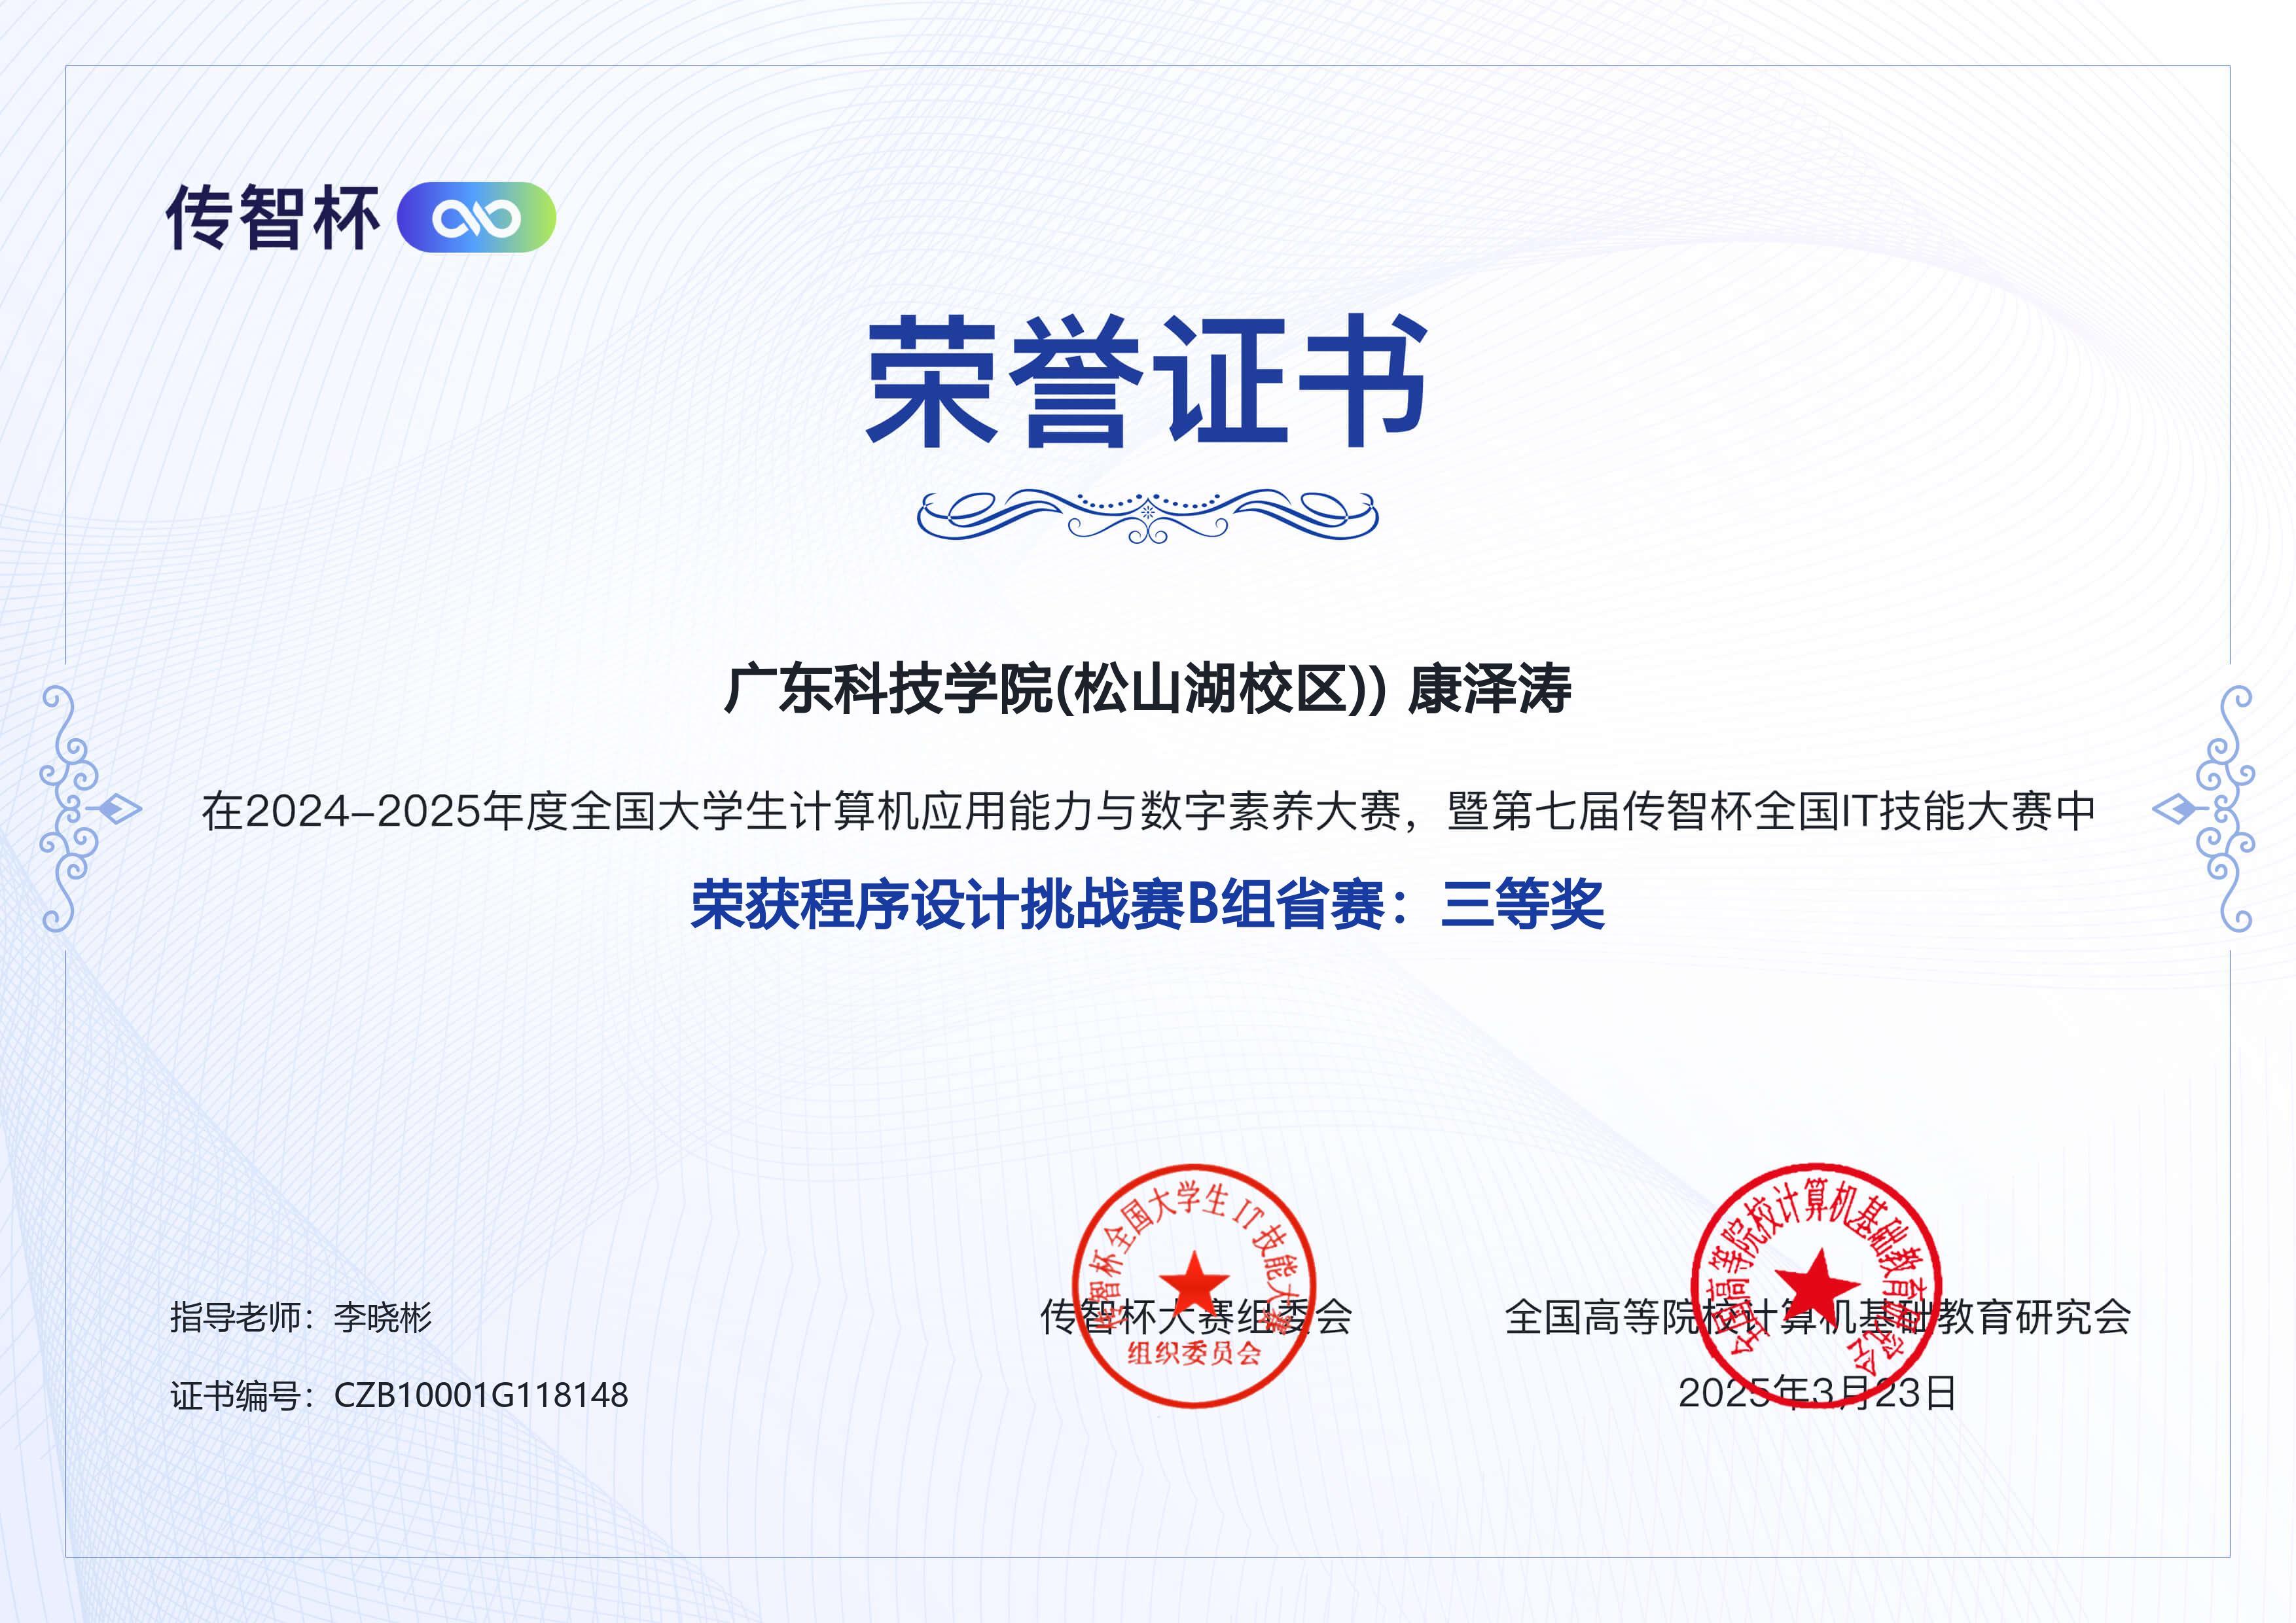 传智杯
荣誉证书
广东科技学院(松山湖校区)) 康泽涛
在2024-2025年度全国大学生计算机应用能力与数字素养大赛，暨第七届传智杯全国IT技能大赛中
荣获程序设计挑战赛B组省赛：三等奖
传智杯全国大学生IT技能大赛
组织委员会
全国高等院校计算机基础教育研究会
指导老师：李晓彬
传智杯大赛组委会
全国高等院校计算机基础教育研究会
证书编号：CZB10001G118148
2025年3月23日